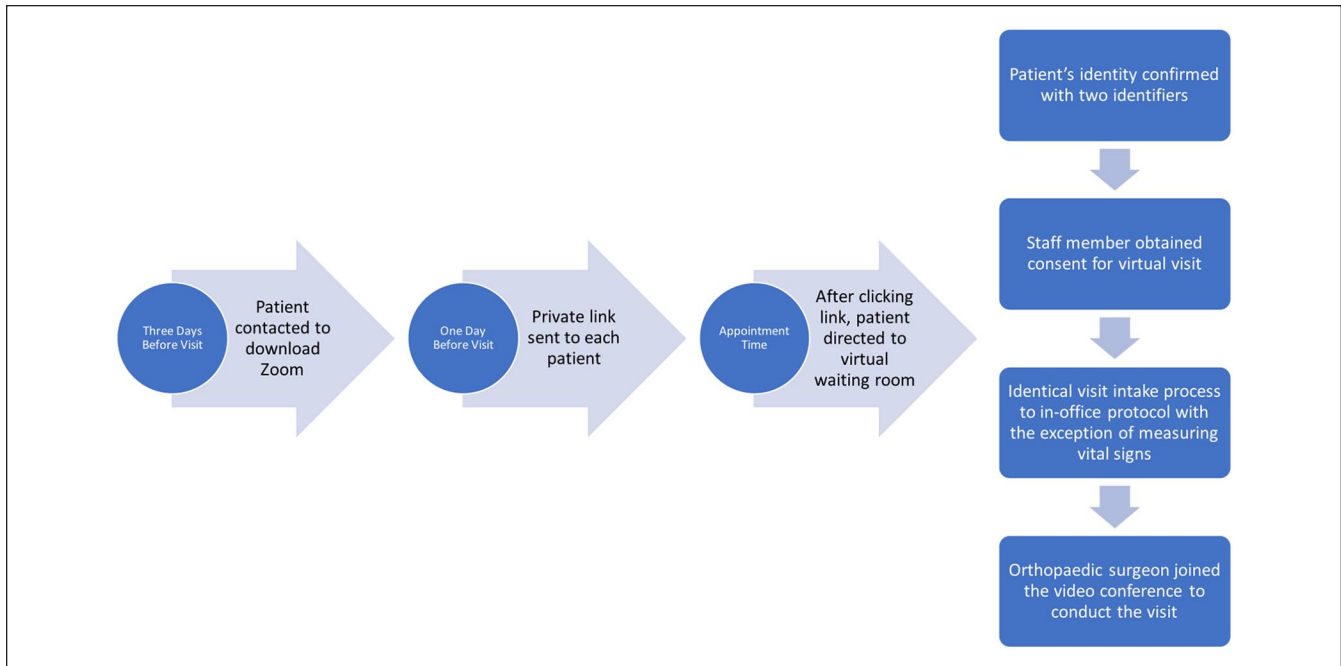 Three Days
Before Visit
Patient
contacted to
download
Zoom
One Day
Before Visit
Private link
sent to each
patient
Appointment
Time
After clicking
link, patient
directed to
virtual
waiting room
Patient's identity confirmed
with two identifiers
Staff member obtained
consent for virtual visit
Identical visit intake process
to in-office protocol with
the exception of measuring
vital signs
Orthopaedic surgeon joined
the video conference to
conduct the visit